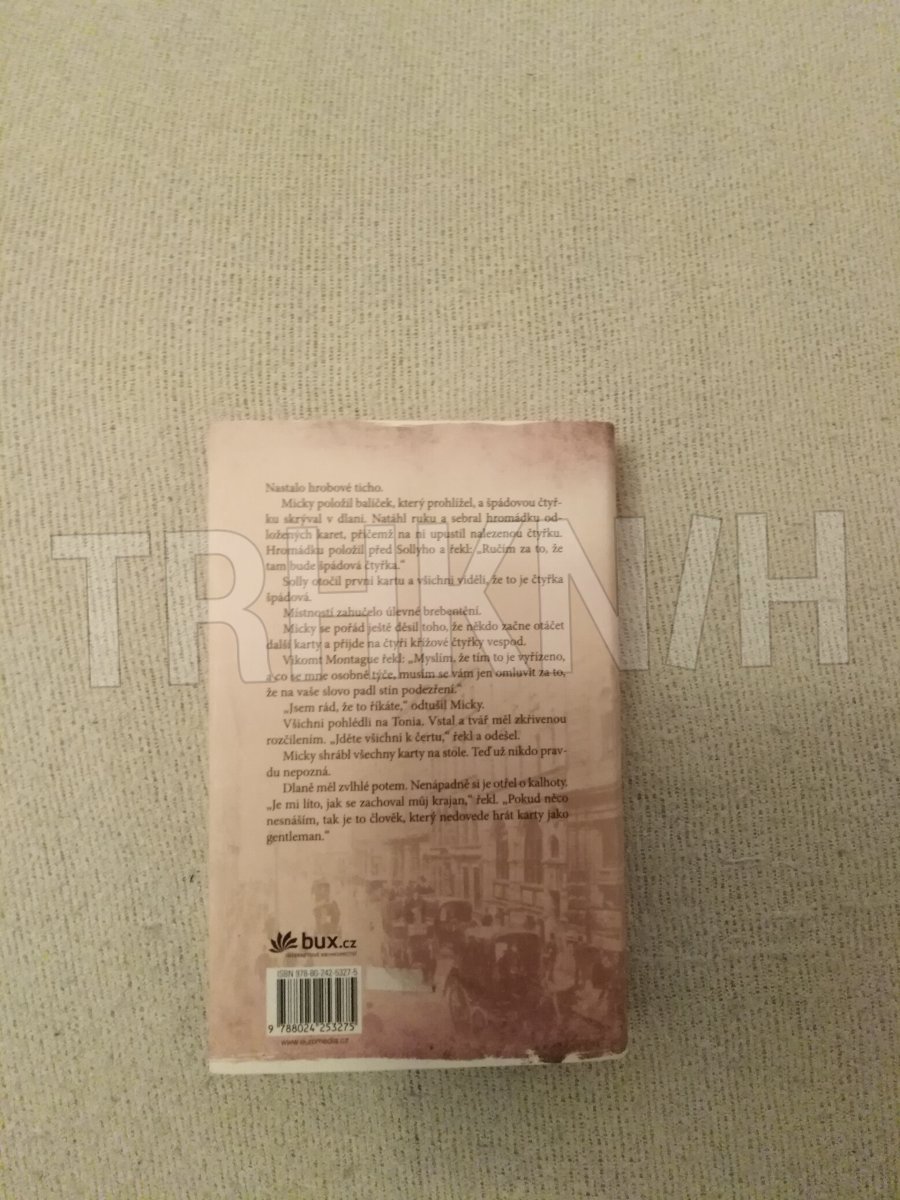 Nastalo hrobové ticho.
Micky položil balíček, který prohlížel, a špádovou čtyř-
ku skrýval v dlani. Natáhl ruku a sebral hromádku od-
ložených karet, přičemž na ni upustil nalezenou čtyřku.
Hromádku položil před Sollyho a řekl: „Ručím za to, že
tam bude špádová čtyřka."
Solly otočil první kartu a všichni viděli, že to je čtyřka
špádová.
Místností zahučelo úlevné brebentění.
Micky se pořád ještě děsil toho, že někdo začne otáčet
další karty a přijde na čtyři křížové čtyřky vespod.
Vikomt Montague řekl: „Myslím, že tím to je vyřízeno,
a co se mne osobně týče, musím se vám jen omluvit za to,
že na vaše slovo padl stín podezření."
„Jsem rád, že to říkáte," odtušil Micky.
Všichni pohlédli na Tonia. Vstal a tvář měl zkřivenou
rozčilením. „Jděte všichni k čertu," řekl a odešel.
Micky shrábl všechny karty na stole. Teď už nikdo prav-
du nepozná.
Dlaně měl zvlhlé potem. Nenápadně si je otřel o kalhoty.
„Je mi líto, jak se zachoval můj krajan," řekl. „Pokud něco
nesnáším, tak je to člověk, který nedovede hrát karty jako
gentleman."
bux.cz
ISBN 978-80-242-5327-5
9 788024 253275
www.euromedia.cz